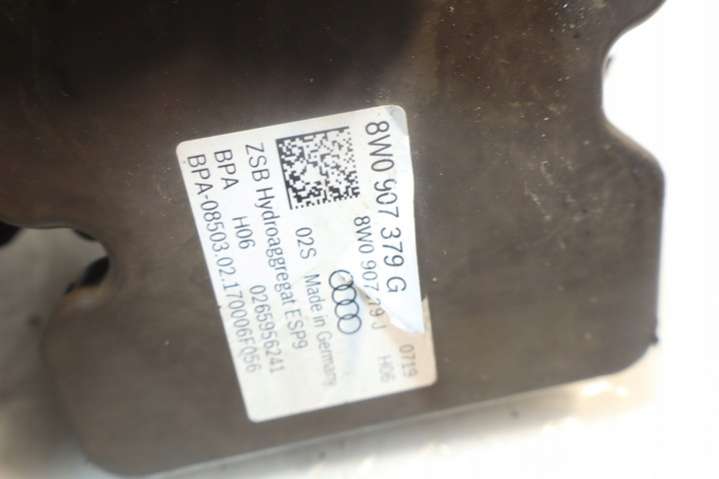 8W0 907 379 G
8W0 907 379 J 0719
H06
02S Made in Germany
ZSB Hydroaggregat ESP9
BPA H06 0265956241
BPA-08503.02.170006F056